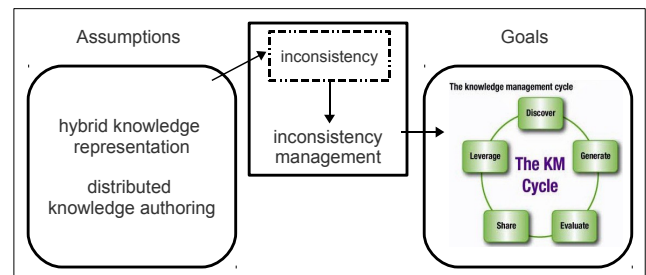 Assumptions
hybrid knowledge
representation
distributed
knowledge authoring
inconsistency
inconsistency
management
Goals
The knowledge management cycle
Discover
Leverage
Generate
The KM
Cycle
Share
Evaluate